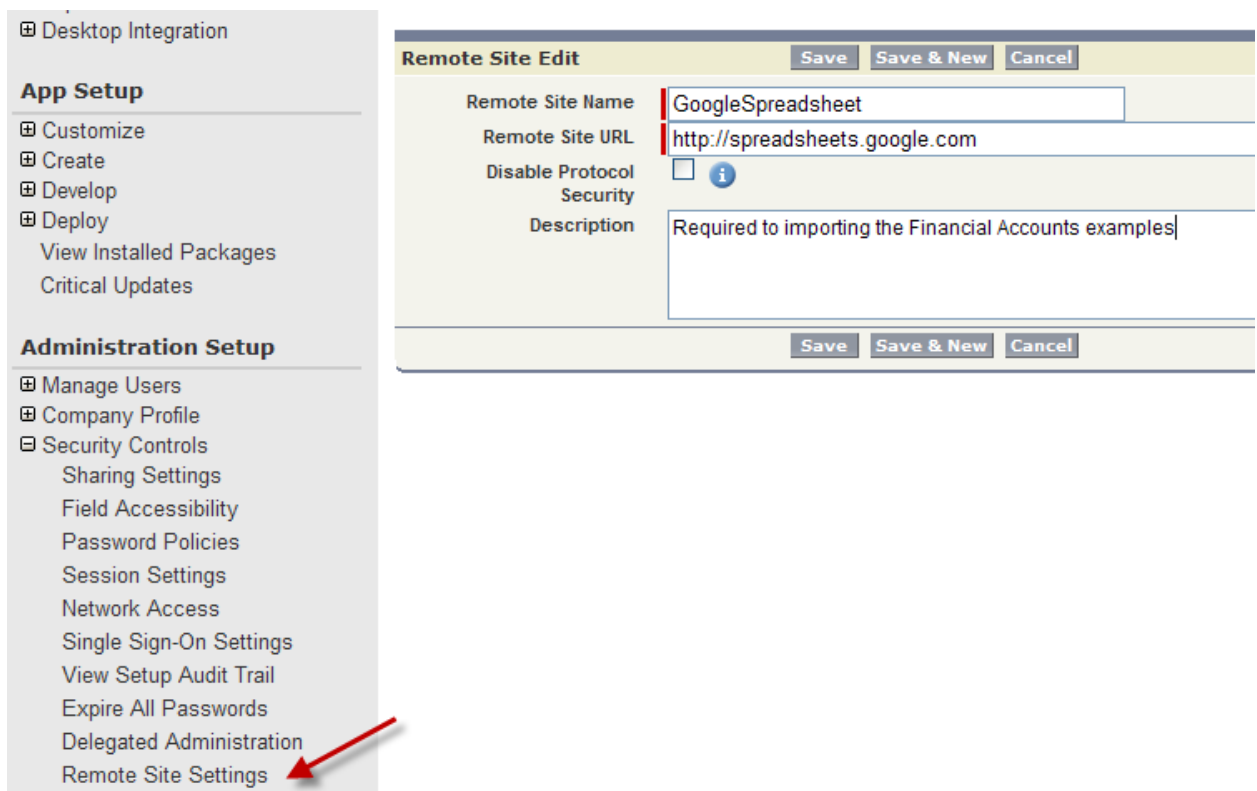 Desktop Integration
App Setup
Customize
Create
Develop
Deploy
View Installed Packages
Critical Updates
Administration Setup
Manage Users
Company Profile
Security Controls
Sharing Settings
Field Accessibility
Password Policies
Session Settings
Network Access
Single Sign-On Settings
View Setup Audit Trail
Expire All Passwords
Delegated Administration
Remote Site Settings
Remote Site Edit Save Save & New Cancel
Remote Site Name GoogleSpreadsheet
Remote Site URL http://spreadsheets.google.com
Disable Protocol
Security
Description Required to importing the Financial Accounts examples
Save Save & New Cancel